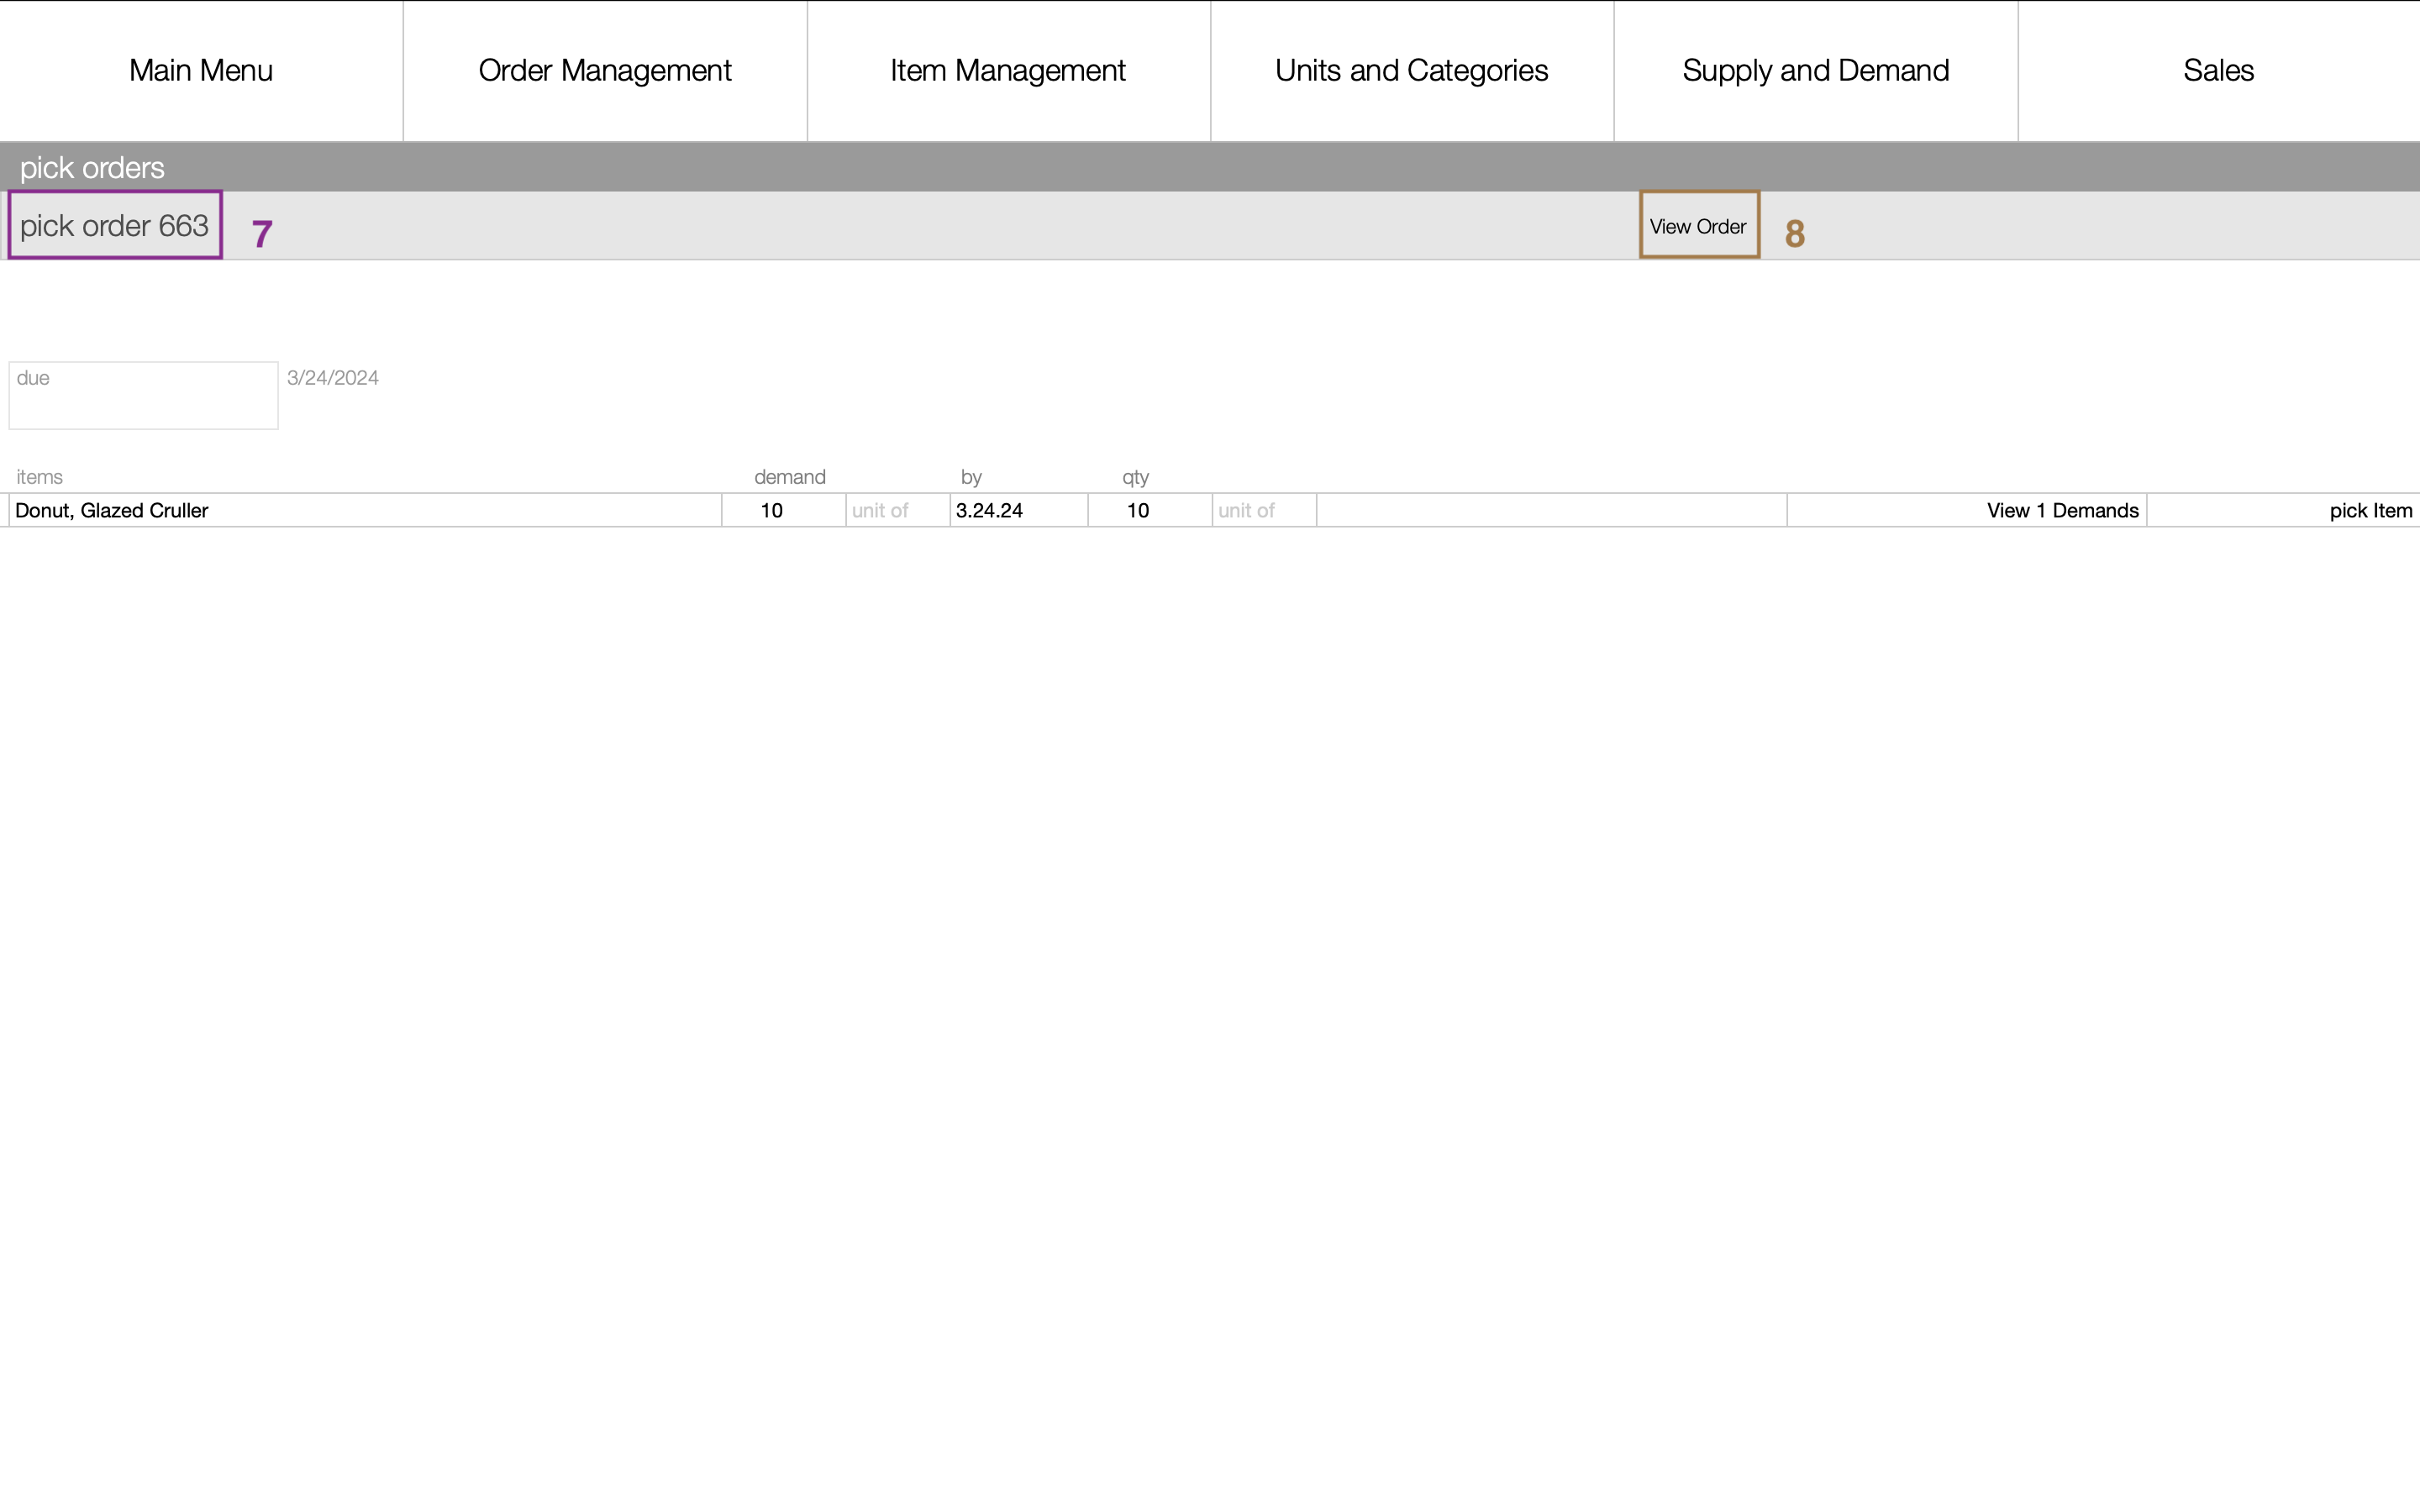 Main Menu Order Management Item Management Units and Categories Supply and Demand Sales
pick orders
pick order 663 7 View Order 8
due 3/24/2024
items demand by qty
Donut, Glazed Cruller 10 unit of 3.24.24 10 unit of View 1 Demands pick Item